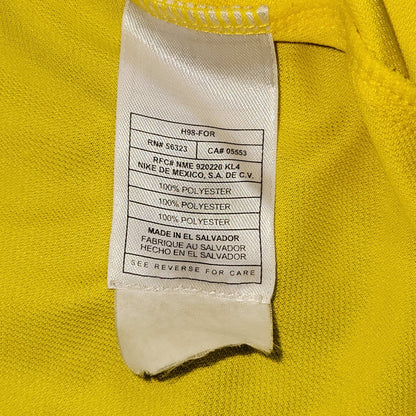 H98-FOR
RN# 56323 CA# 05553
RFC# NME 920220 KL4
NIKE DE MEXICO, S.A. DE C.V.
100% POLYESTER
100% POLYESTER
100% POLYESTER
MADE IN EL SALVADOR
FABRIQUE AU SALVADOR
HECHO EN EL SALVADOR
SEE REVERSE FOR CARE